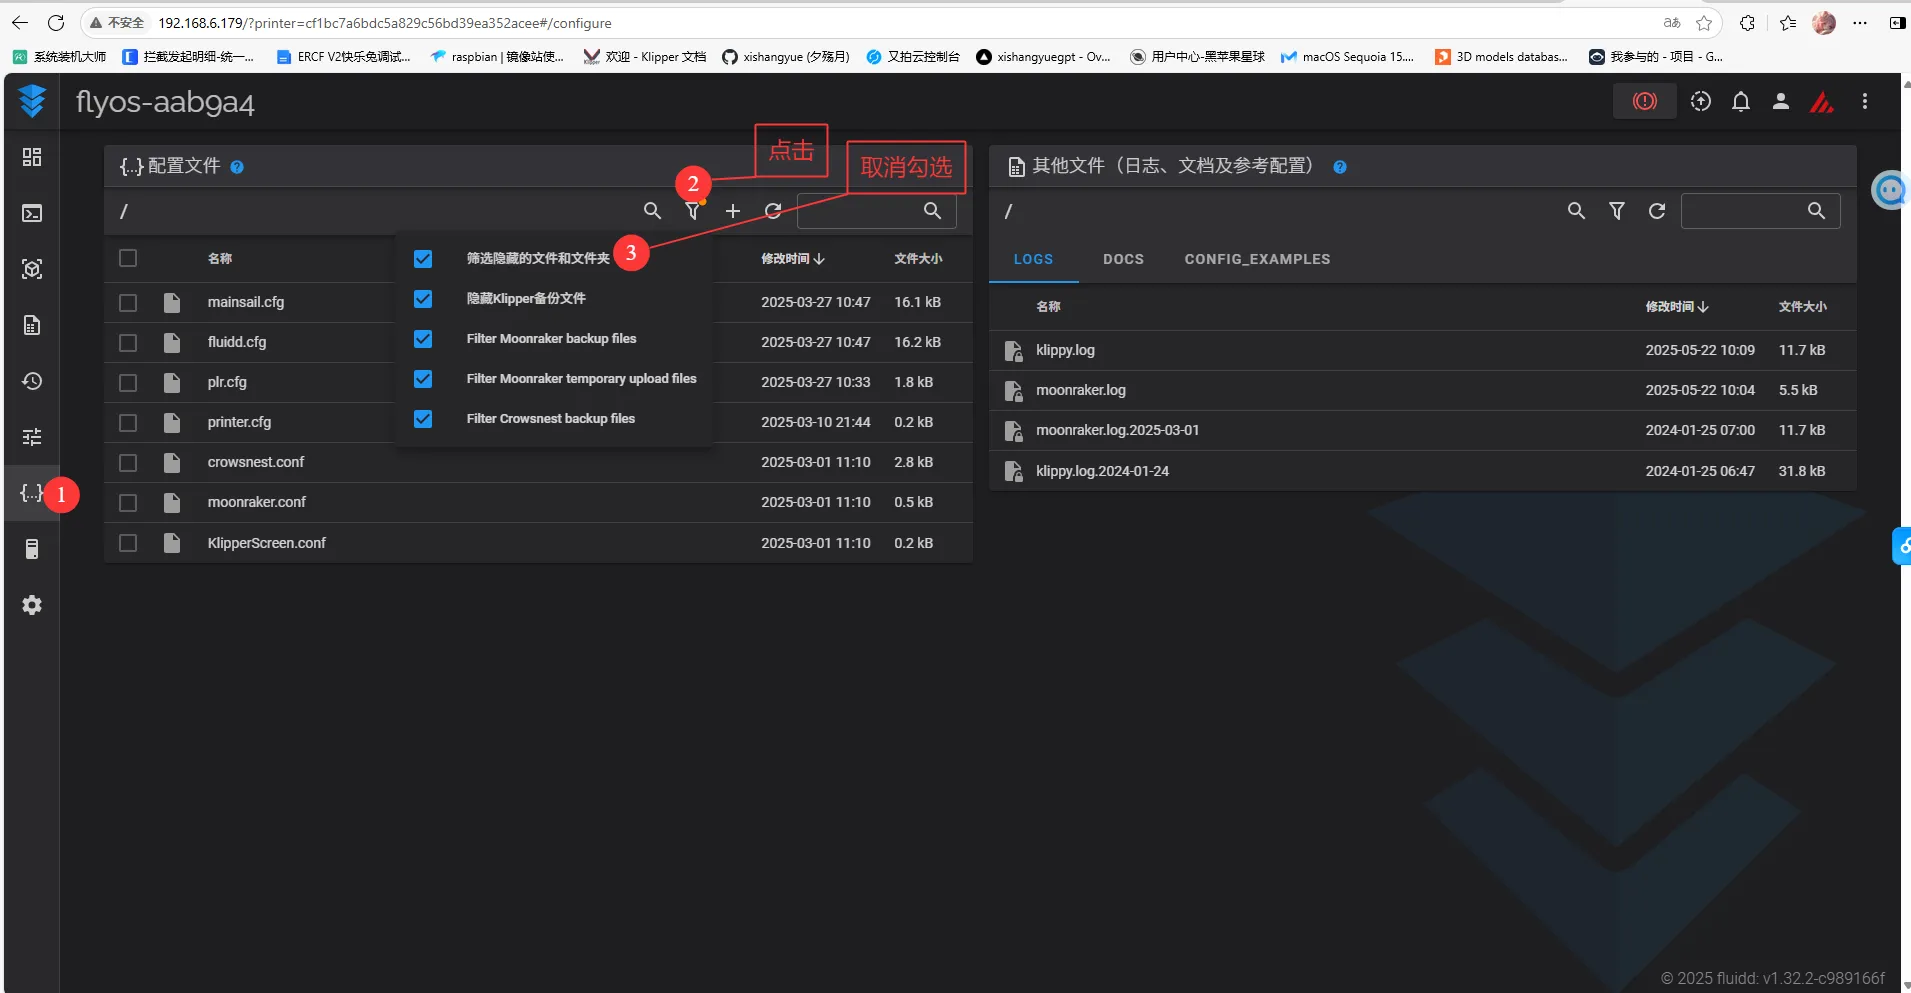 不安全 192.168.6.179/?printer=cf1bc7a6bdc5a829c56bd39ea352acee#/configure aあ
系统装机大师 拦截发起明细-统一... ERCF V2快乐兔调试... raspbian | 镜像站使... 欢迎 - Klipper 文档 xishangyue (夕殇月) 又拍云控制台 xishangyuegpt - Ov... 用户中心-黑苹果星球 macOS Sequoia 15.... 3D models databas... 我参与的 - 项目 - G...
flyos-aab9a4
点击
取消勾选
{...} 配置文件 ?
2
/
3
名称 修改时间 文件大小
筛选隐藏的文件和文件夹
隐藏Klipper备份文件
Filter Moonraker backup files
Filter Moonraker temporary upload files
Filter Crowsnest backup files
mainsail.cfg 2025-03-27 10:47 16.1 kB
fluidd.cfg 2025-03-27 10:47 16.2 kB
plr.cfg 2025-03-27 10:33 1.8 kB
printer.cfg 2025-03-10 21:44 0.2 kB
crowsnest.conf 2025-03-01 11:10 2.8 kB
{...} 1
moonraker.conf 2025-03-01 11:10 0.5 kB
KlipperScreen.conf 2025-03-01 11:10 0.2 kB
其他文件（日志、文档及参考配置） ?
/
LOGS DOCS CONFIG_EXAMPLES
名称 修改时间 文件大小
klippy.log 2025-05-22 10:09 11.7 kB
moonraker.log 2025-05-22 10:04 5.5 kB
moonraker.log.2025-03-01 2024-01-25 07:00 11.7 kB
klippy.log.2024-01-24 2024-01-25 06:47 31.8 kB
© 2025 fluidd: v1.32.2-c989166f